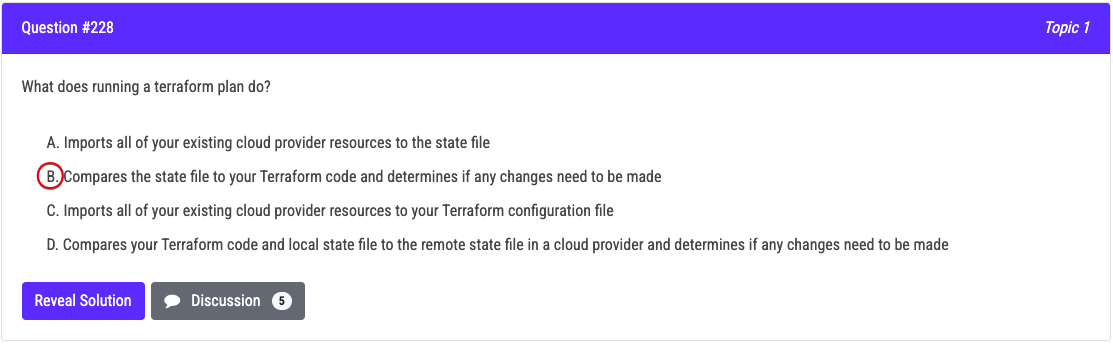 Question #228
Topic 1
What does running a terraform plan do?
A. Imports all of your existing cloud provider resources to the state file
B. Compares the state file to your Terraform code and determines if any changes need to be made
C. Imports all of your existing cloud provider resources to your Terraform configuration file
D. Compares your Terraform code and local state file to the remote state file in a cloud provider and determines if any changes need to be made
Reveal Solution
Discussion 5